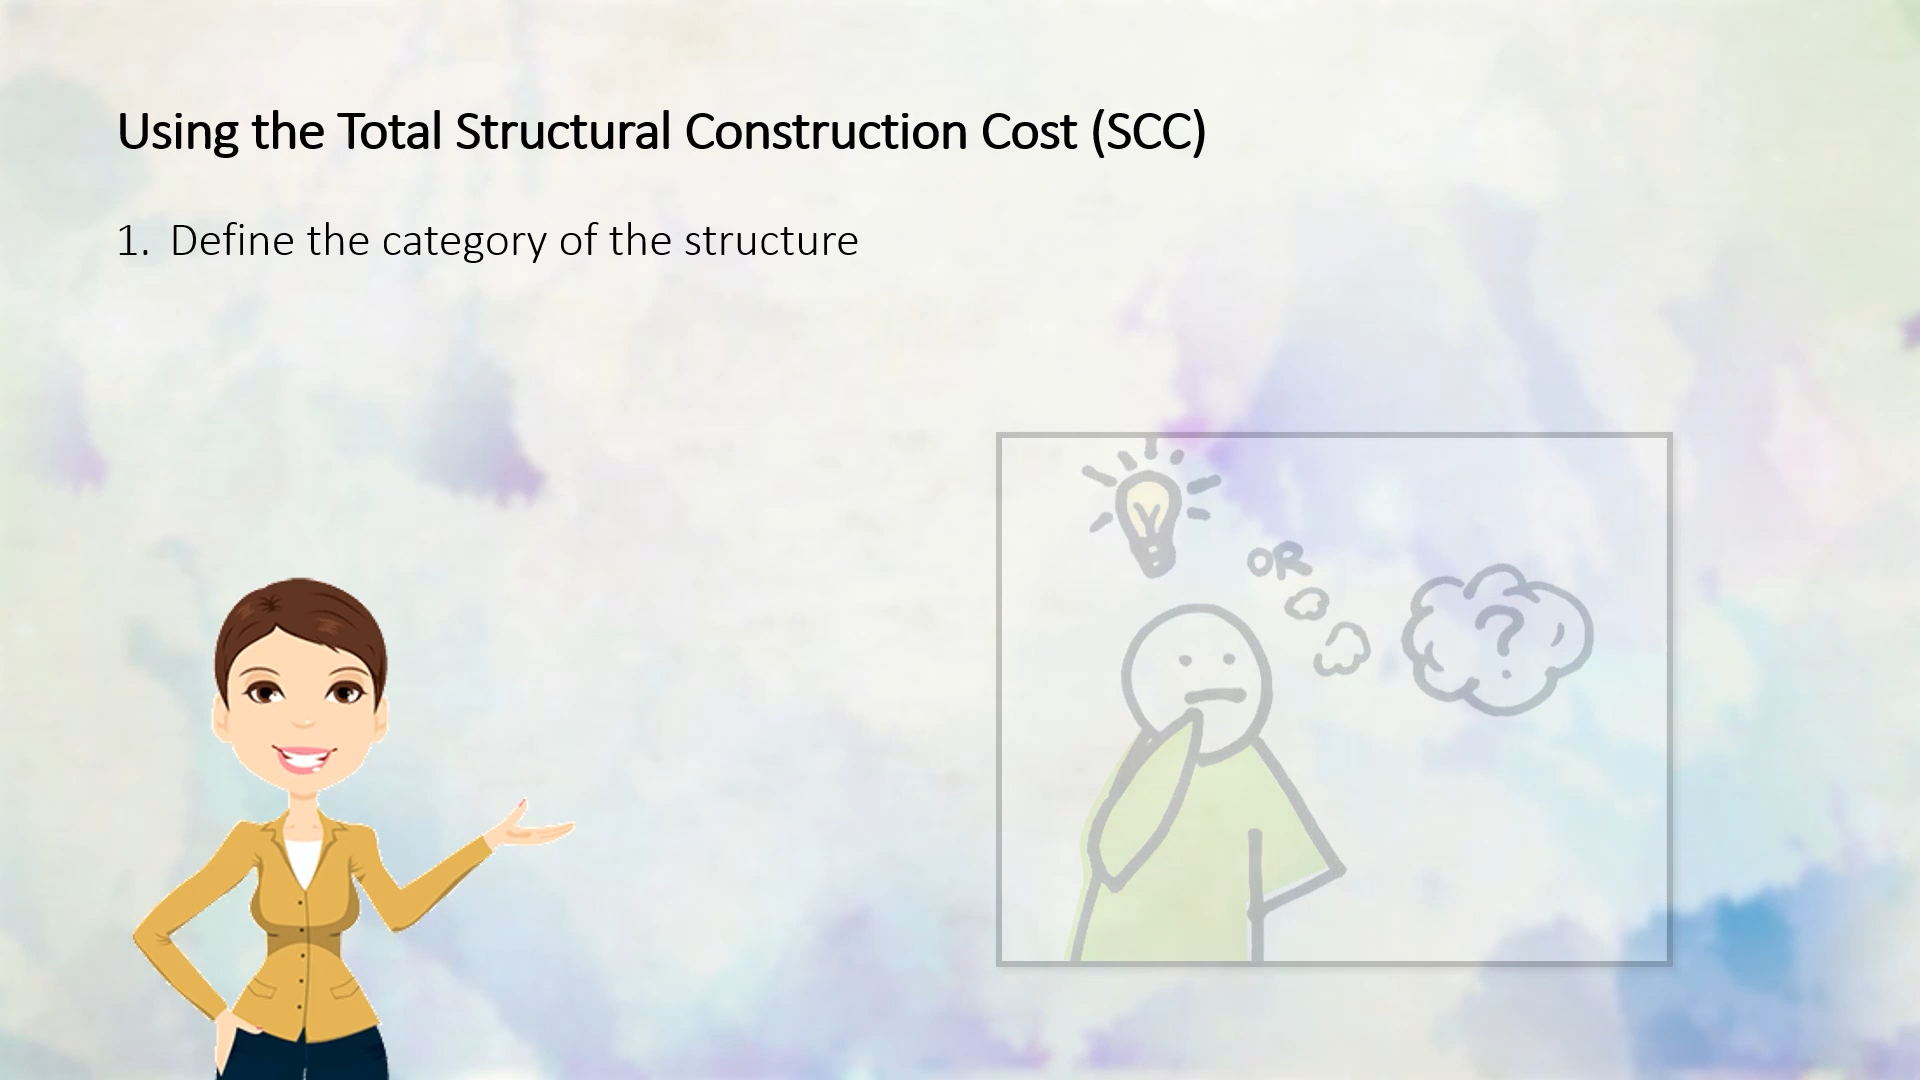 Using the Total Structural Construction Cost (SCC)
1. Define the category of the structure
OR
?